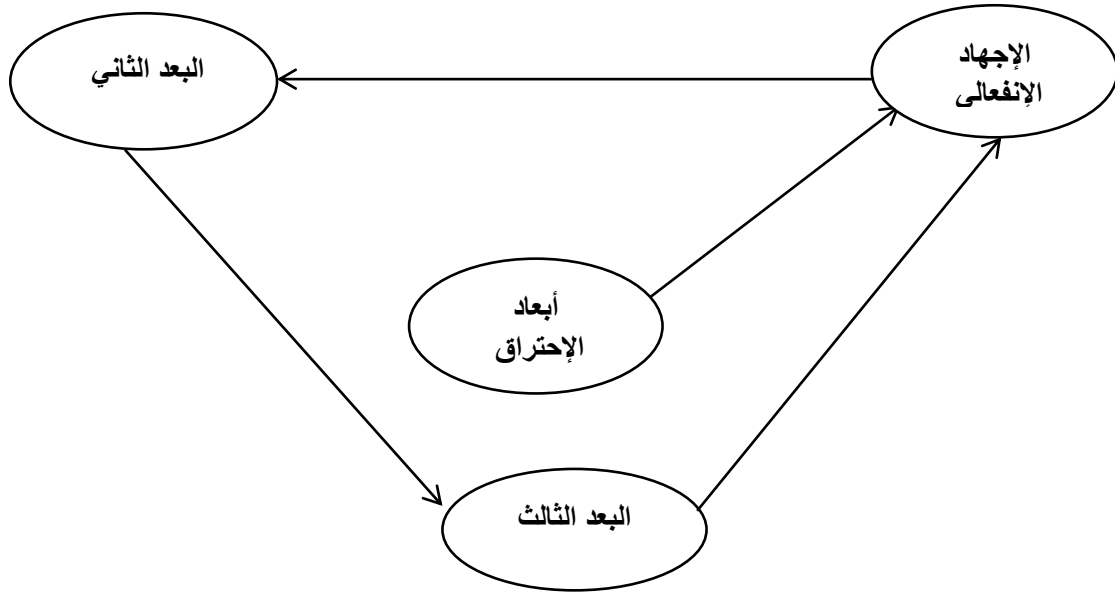 الإجهاد
الإنفعالى
البعد الثاني
أبعاد
الإحتراق
البعد الثالث